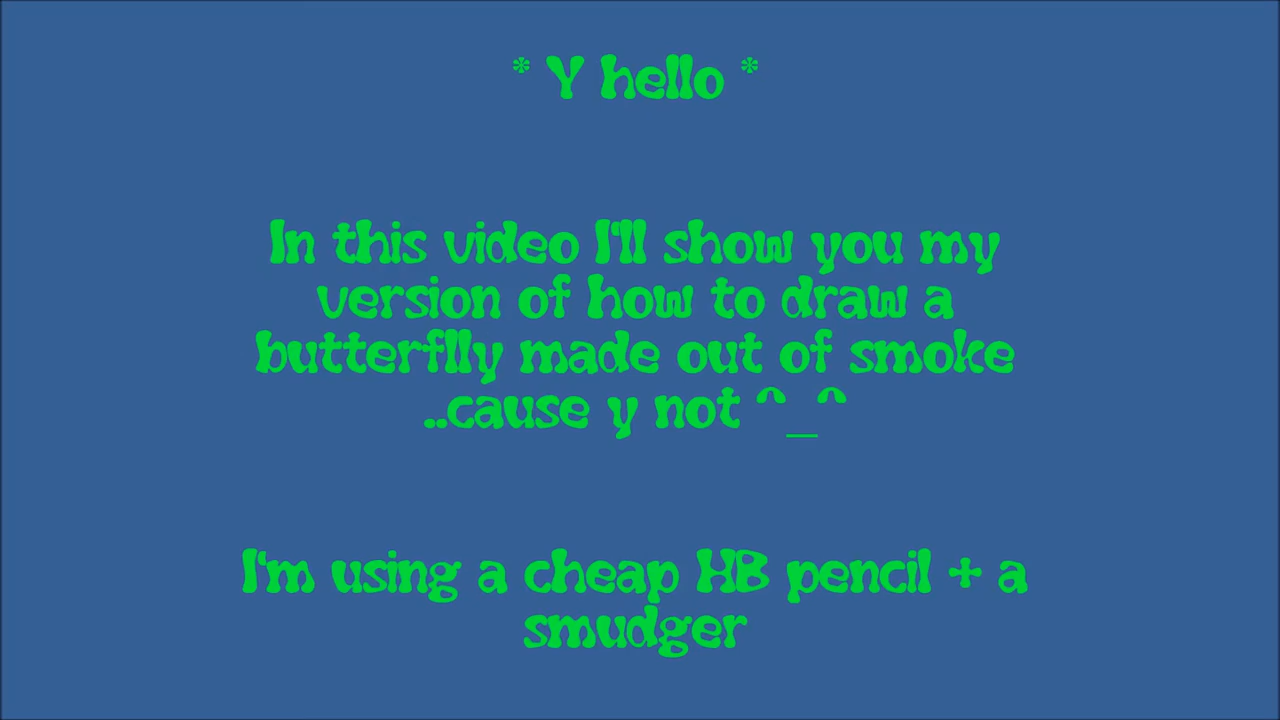 * Y hello *
In this video I'll show you my
version of how to draw a
butterflly made out of smoke
..cause y not ^_^
I'm using a cheap HB pencil + a
smudger